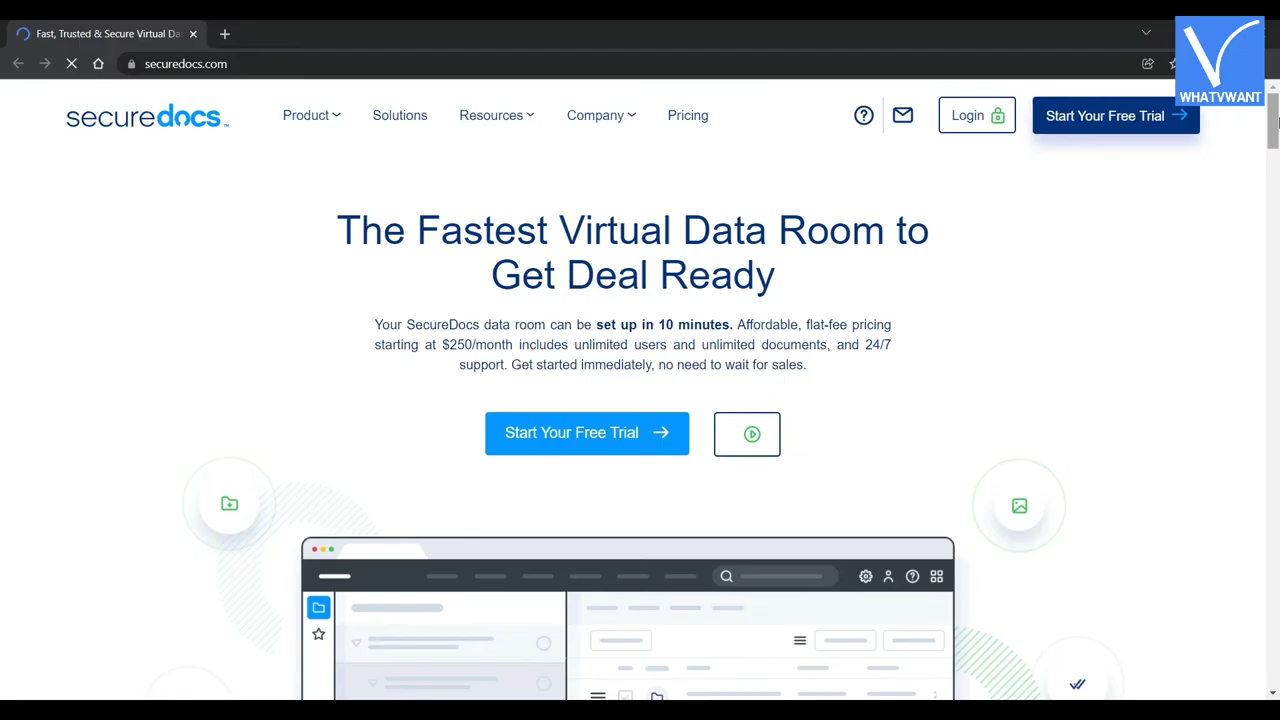 Fast, Trusted & Secure Virtual Da
securedocs.com
WHATVWANT
securedocs™
Product
Solutions
Resources
Company
Pricing
Login
Start Your Free Trial
The Fastest Virtual Data Room to
Get Deal Ready
Your SecureDocs data room can be set up in 10 minutes. Affordable, flat-fee pricing
starting at $250/month includes unlimited users and unlimited documents, and 24/7
support. Get started immediately, no need to wait for sales.
Start Your Free Trial